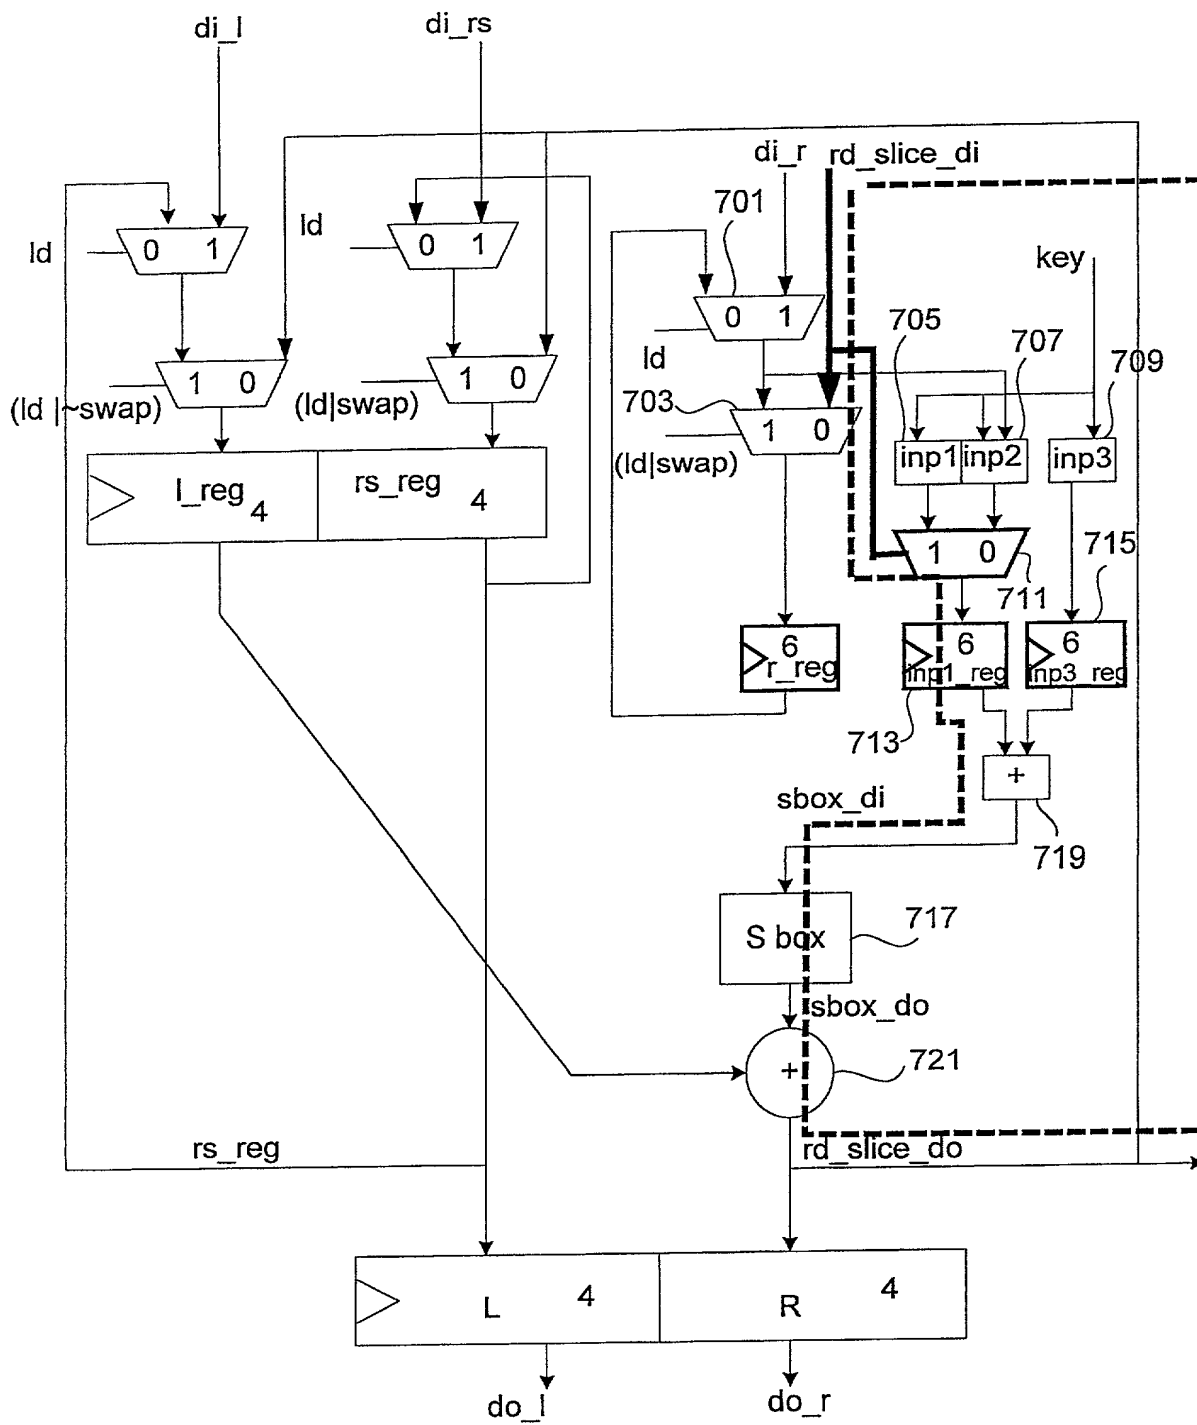 di_l
di_rs
di_r
rd_slice_di
701
ld
0 1
ld
0 1
key
0 1
705
707
709
ld
1 0
1 0
703
(ld |~swap)
(ld|swap)
1 0
(ld|swap)
inp1
inp2
inp3
l_reg
4
rs_reg
4
1 0
715
711
6
r_reg
6
inp1_reg
6
inp3_reg
713
+
sbox_di
719
S box
717
sbox_do
+
721
rs_reg
rd_slice_do
L
4
R
4
do_l
do_r